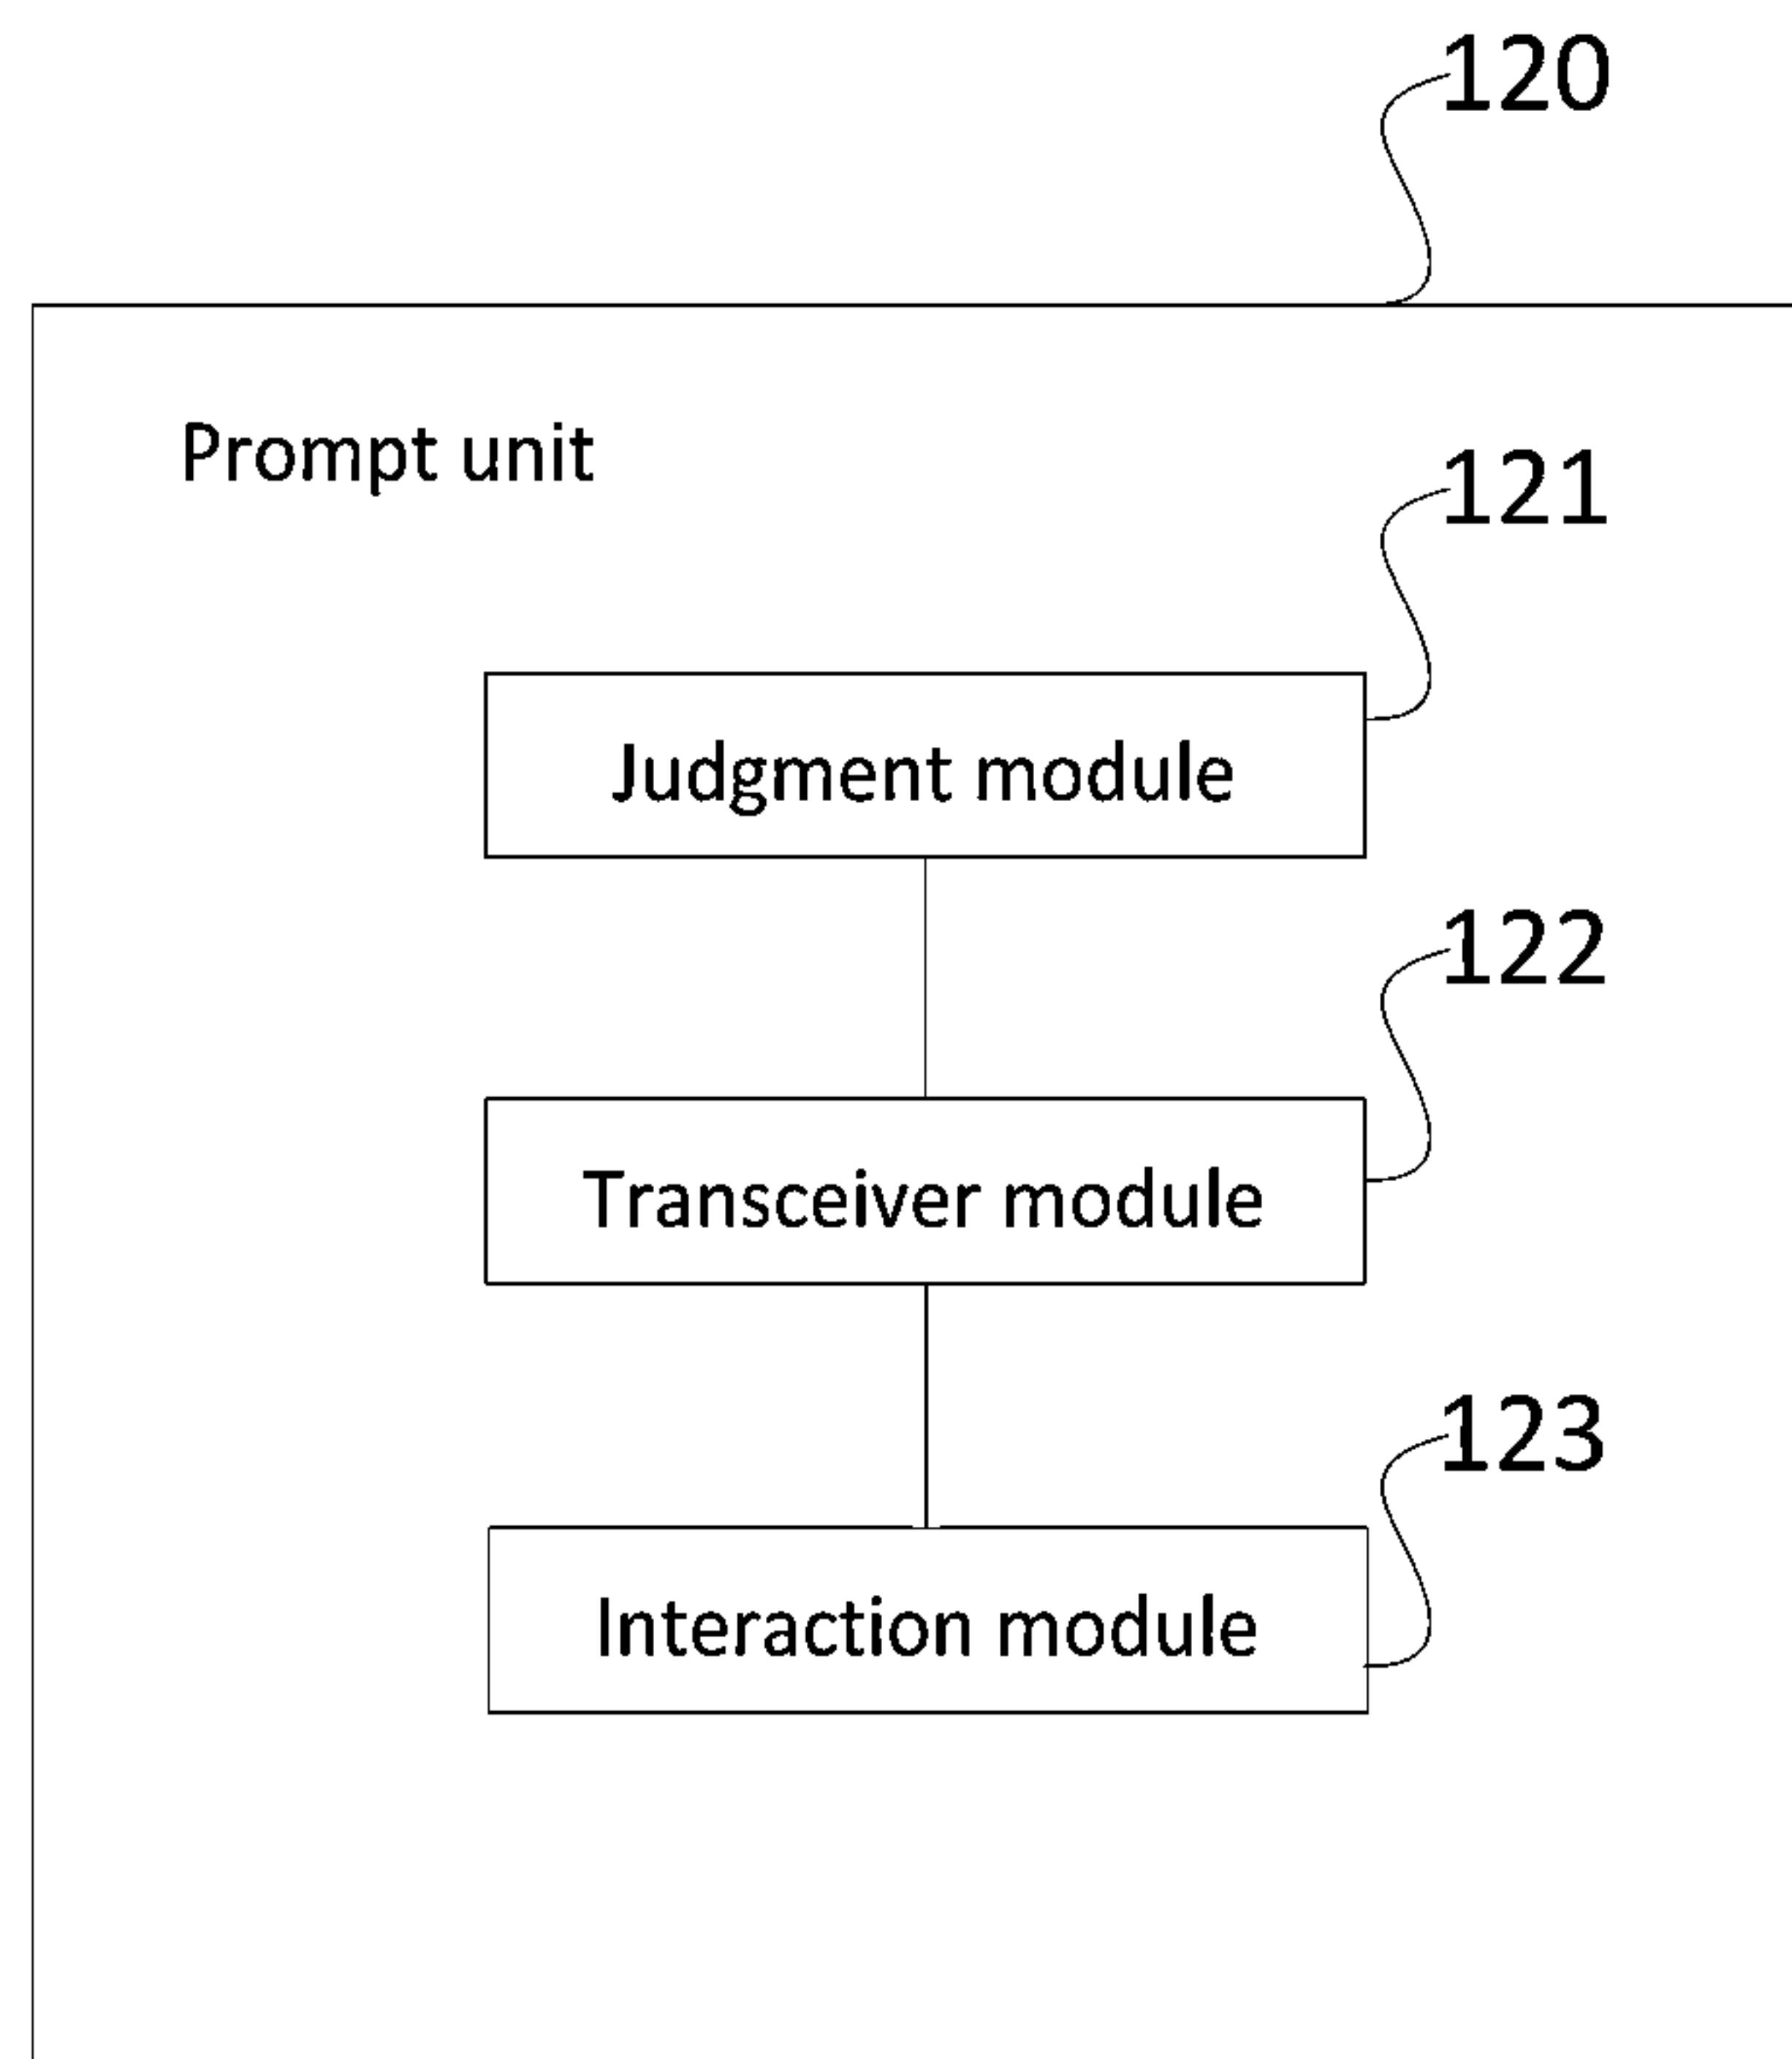 120
Prompt unit
121
Judgment module
122
Transceiver module
123
Interaction module